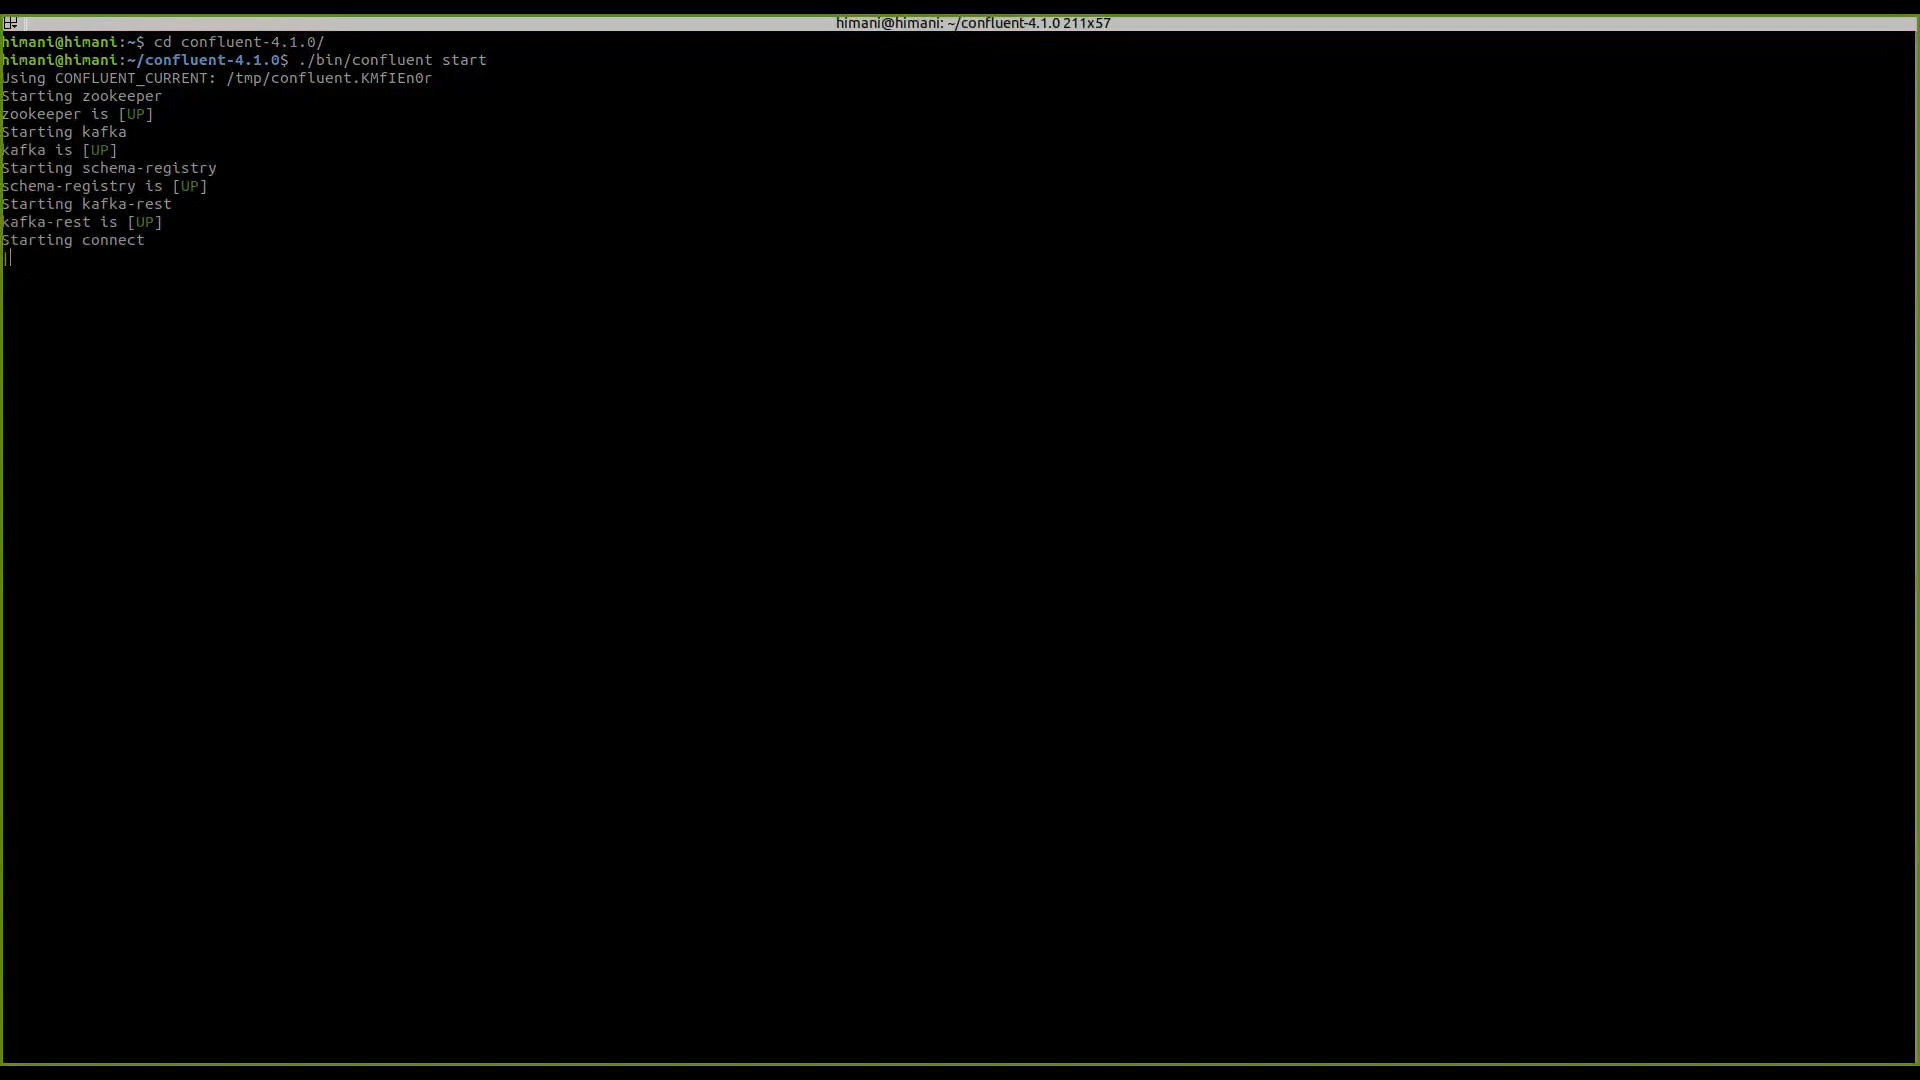 himani@himani: ~/confluent-4.1.0 211x57
himani@himani:~$ cd confluent-4.1.0/
himani@himani:~/confluent-4.1.0$ ./bin/confluent start
Using CONFLUENT_CURRENT: /tmp/confluent.KMfIEn0r
Starting zookeeper
zookeeper is [UP]
Starting kafka
kafka is [UP]
Starting schema-registry
schema-registry is [UP]
Starting kafka-rest
kafka-rest is [UP]
Starting connect
|